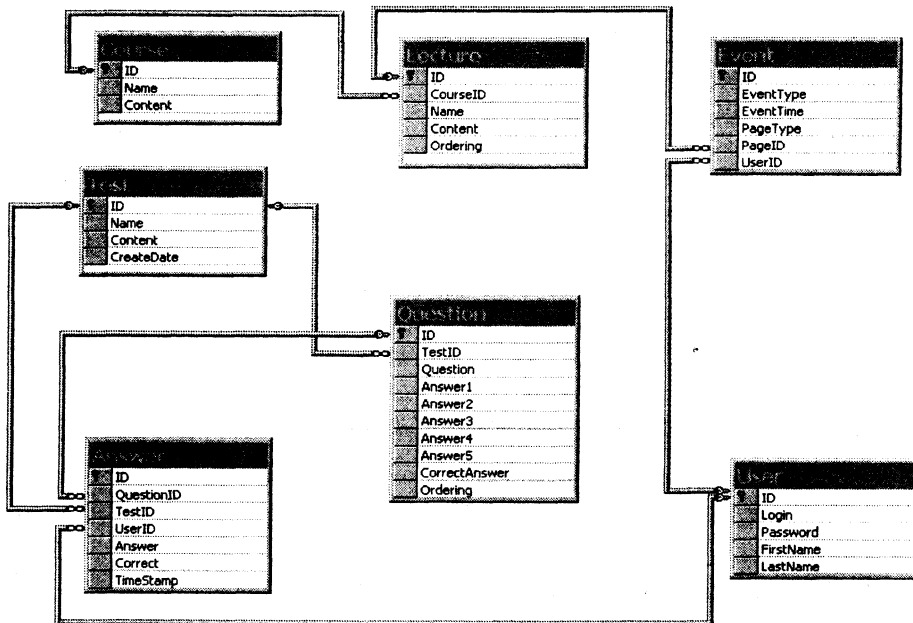 Course
ID
Name
Content
Lecture
ID
CourseID
Name
Content
Ordering
Event
ID
EventType
EventTime
PageType
PageID
UserID
Test
ID
Name
Content
CreateDate
Question
ID
TestID
Question
Answer1
Answer2
Answer3
Answer4
Answer5
CorrectAnswer
Ordering
Answer
ID
QuestionID
TestID
UserID
Answer
Correct
TimeStamp
User
ID
Login
Password
FirstName
LastName